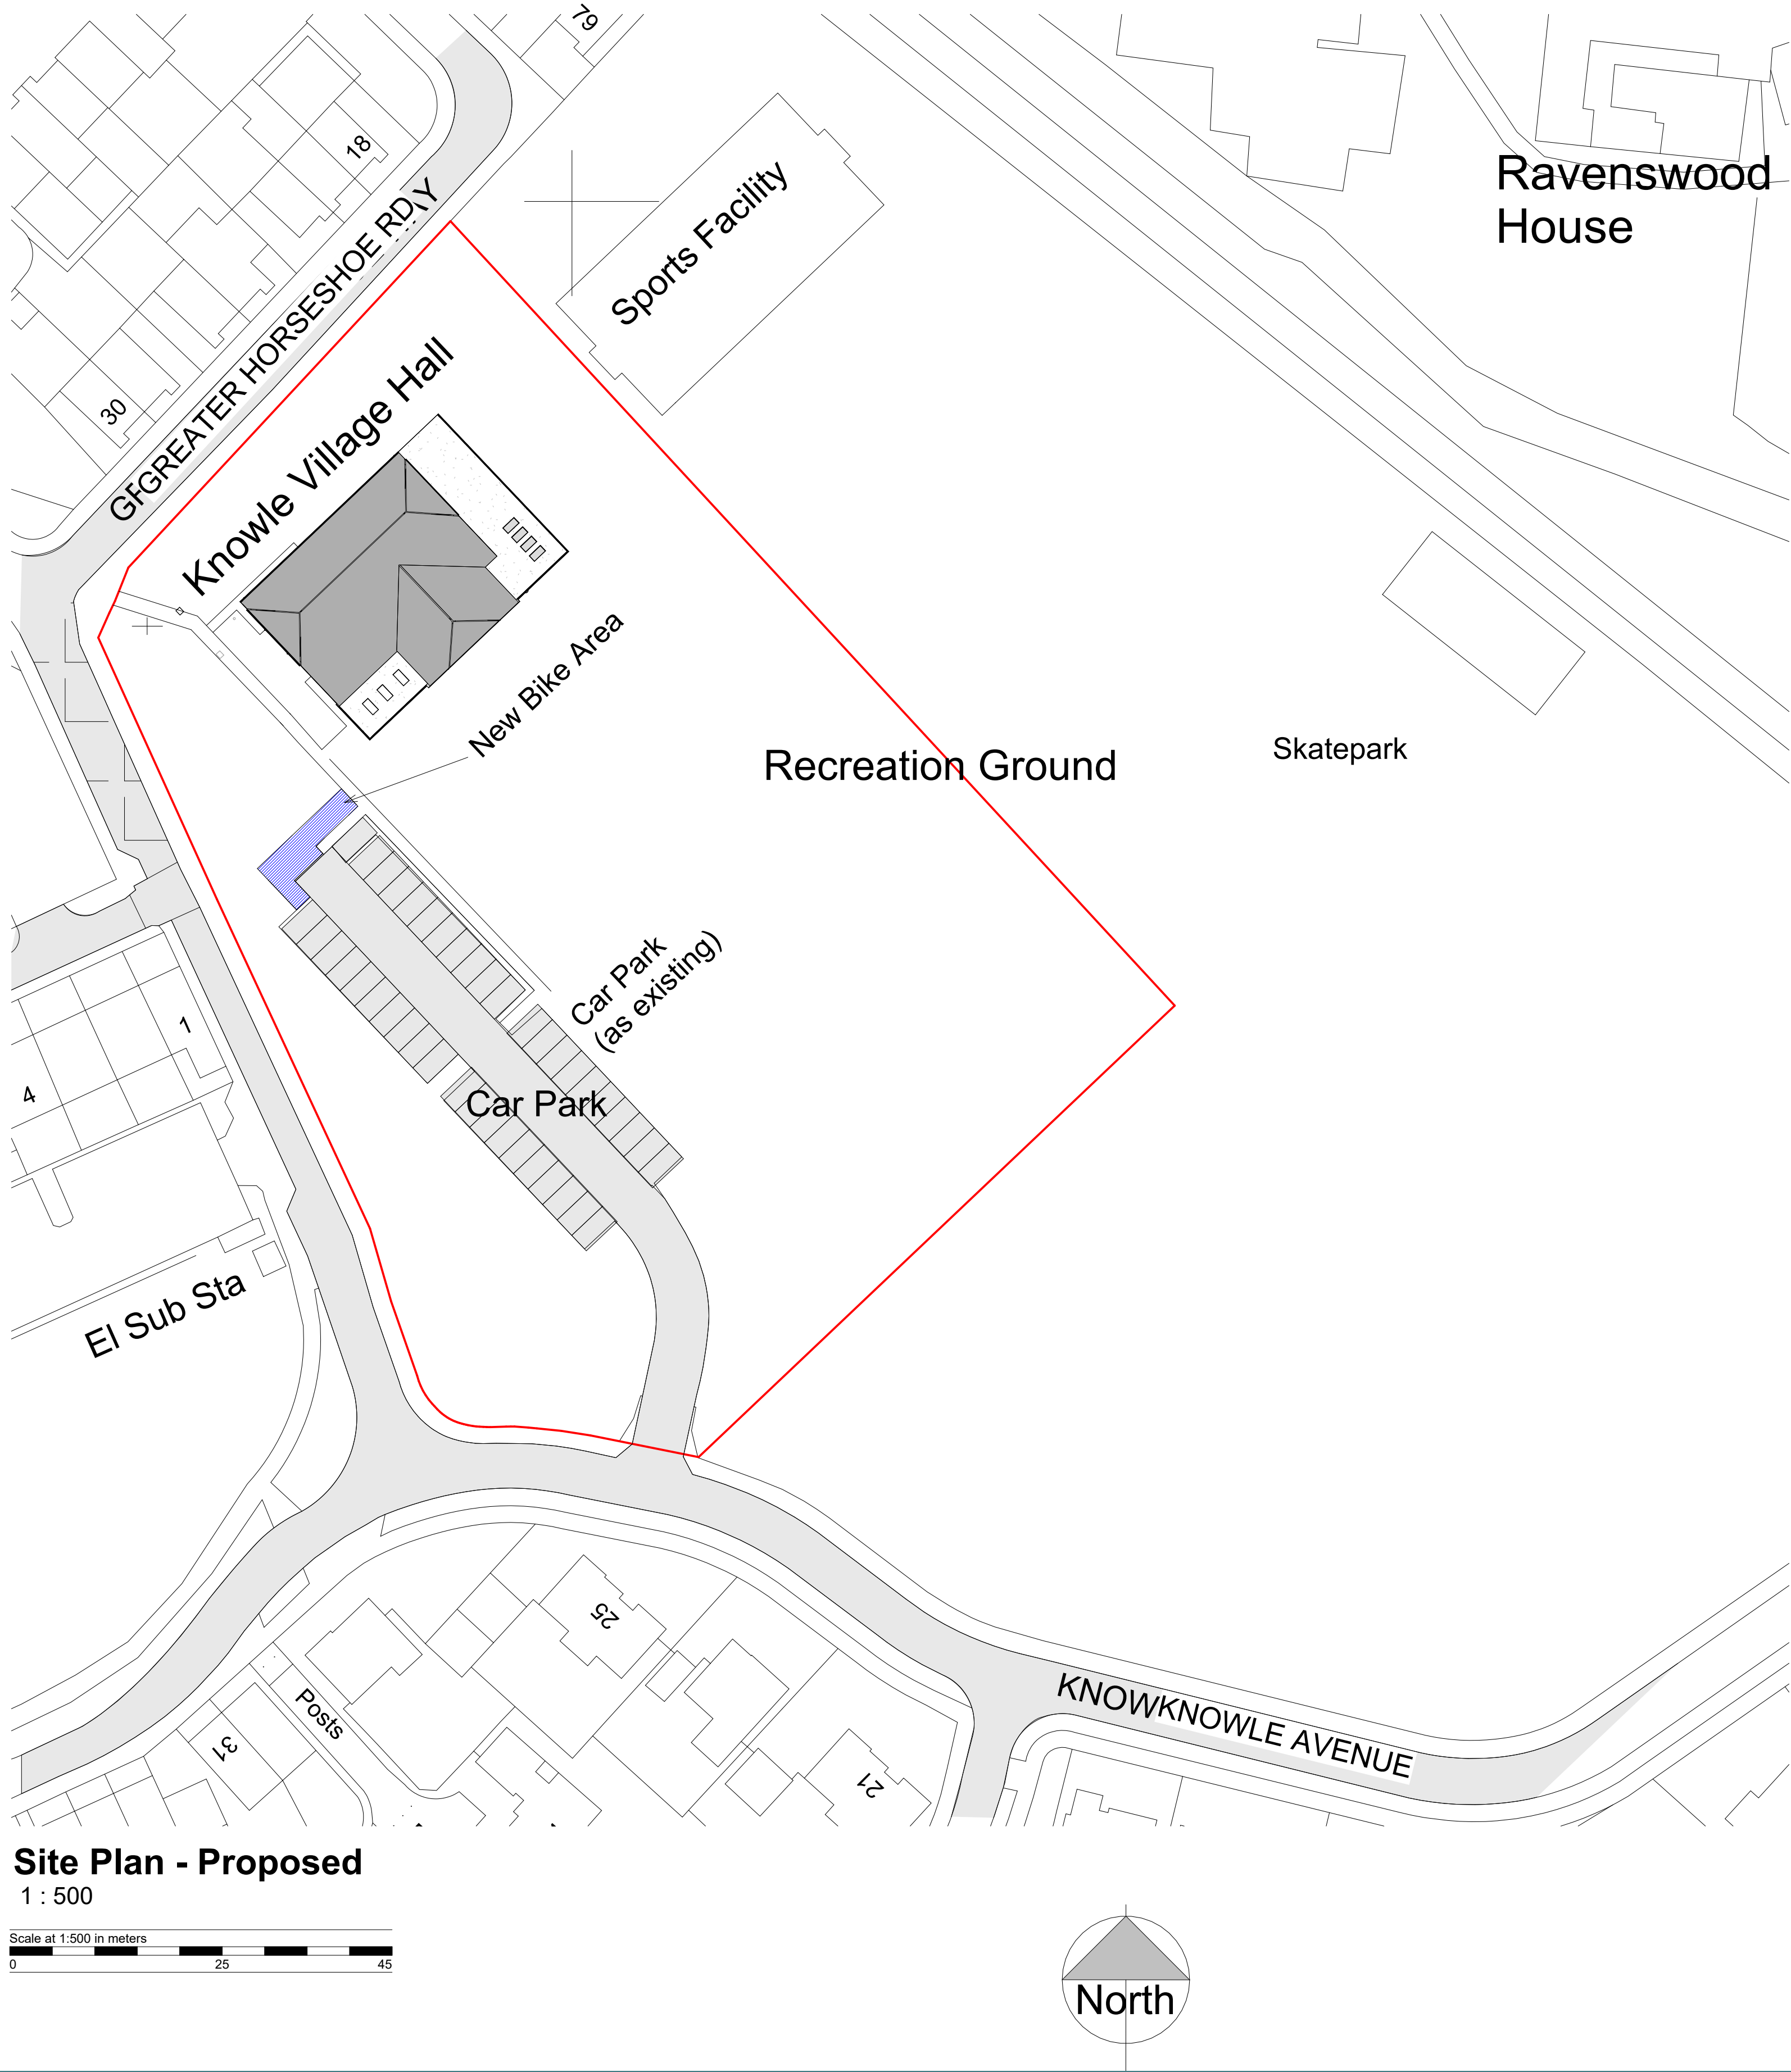 79
18
Ravenswood
House
Sports Facility
GREATER HORSESHOE RD
30
Knowle Village Hall
New Bike Area
Recreation Ground
Skatepark
Car Park
(as existing)
1
4
Car Park
El Sub Sta
25
Posts
31
21
KNOWKNOWLE AVENUE
Site Plan - Proposed
1 : 500
Scale at 1:500 in meters
0 25 45
North